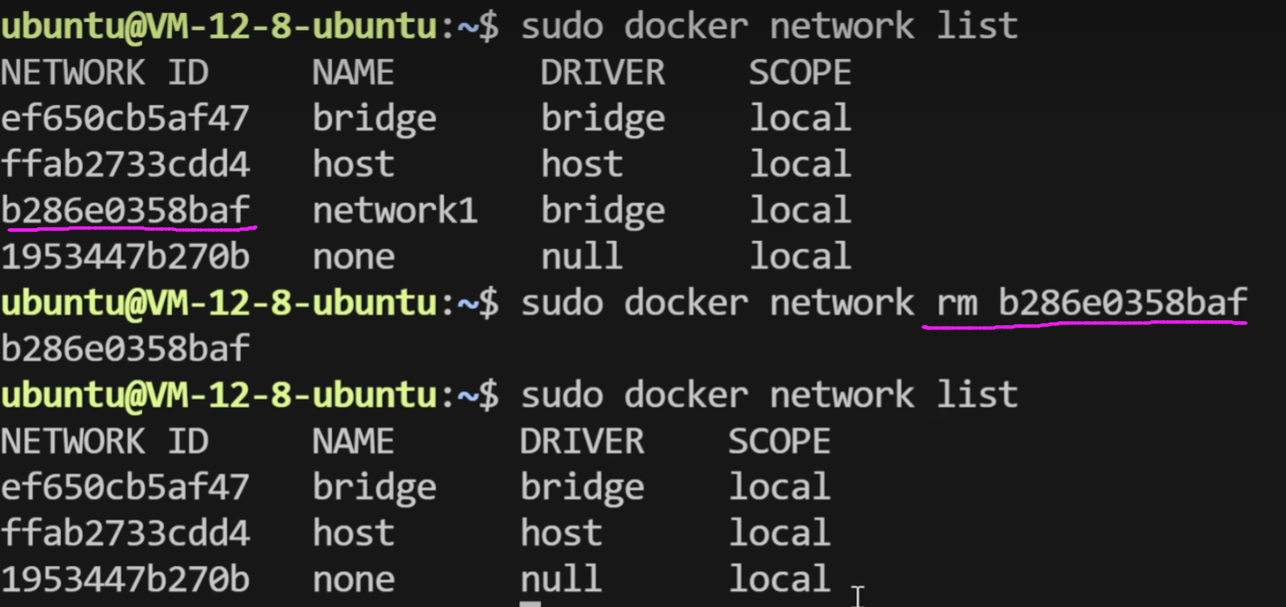 ubuntu@VM-12-8-ubuntu:~$ sudo docker network list
NETWORK ID     NAME       DRIVER    SCOPE
ef650cb5af47   bridge     bridge    local
ffab2733cdd4   host       host      local
b286e0358baf   network1   bridge    local
1953447b270b   none       null      local
ubuntu@VM-12-8-ubuntu:~$ sudo docker network rm b286e0358baf
b286e0358baf
ubuntu@VM-12-8-ubuntu:~$ sudo docker network list
NETWORK ID     NAME      DRIVER    SCOPE
ef650cb5af47   bridge    bridge    local
ffab2733cdd4   host      host      local
1953447b270b   none      null      local